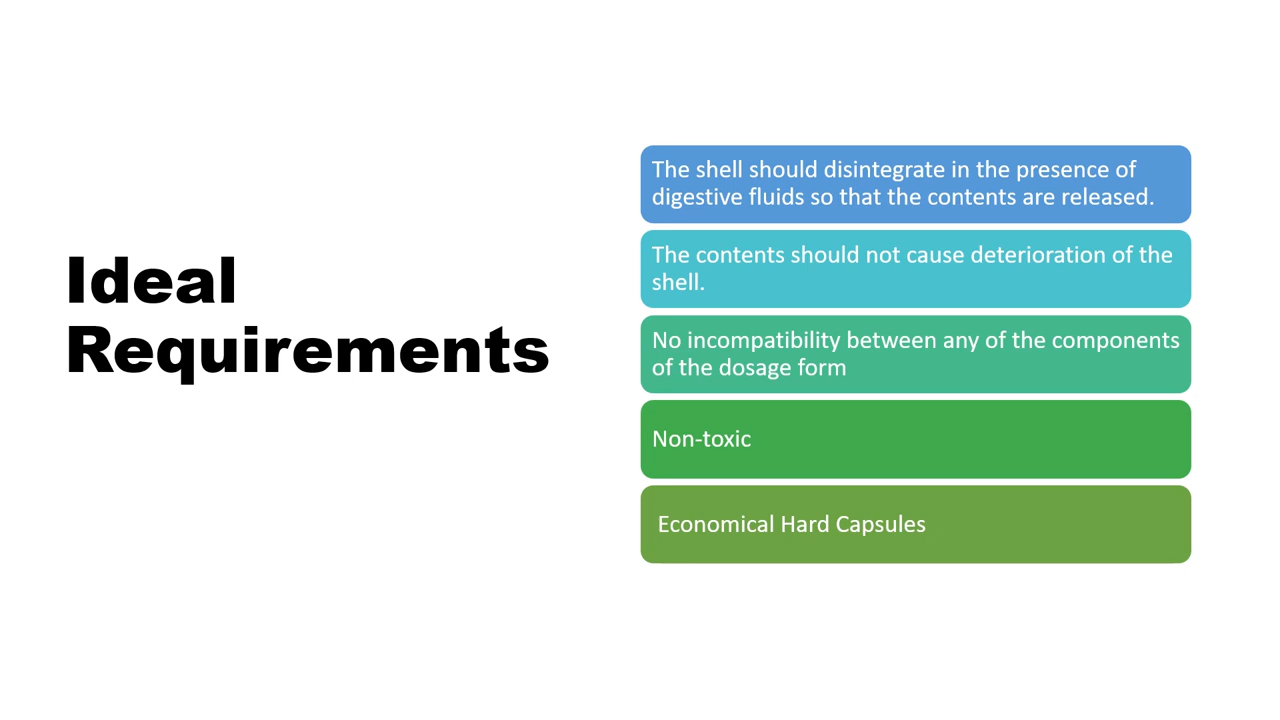 Ideal
Requirements
The shell should disintegrate in the presence of
digestive fluids so that the contents are released.
The contents should not cause deterioration of the
shell.
No incompatibility between any of the components
of the dosage form
Non-toxic
Economical Hard Capsules